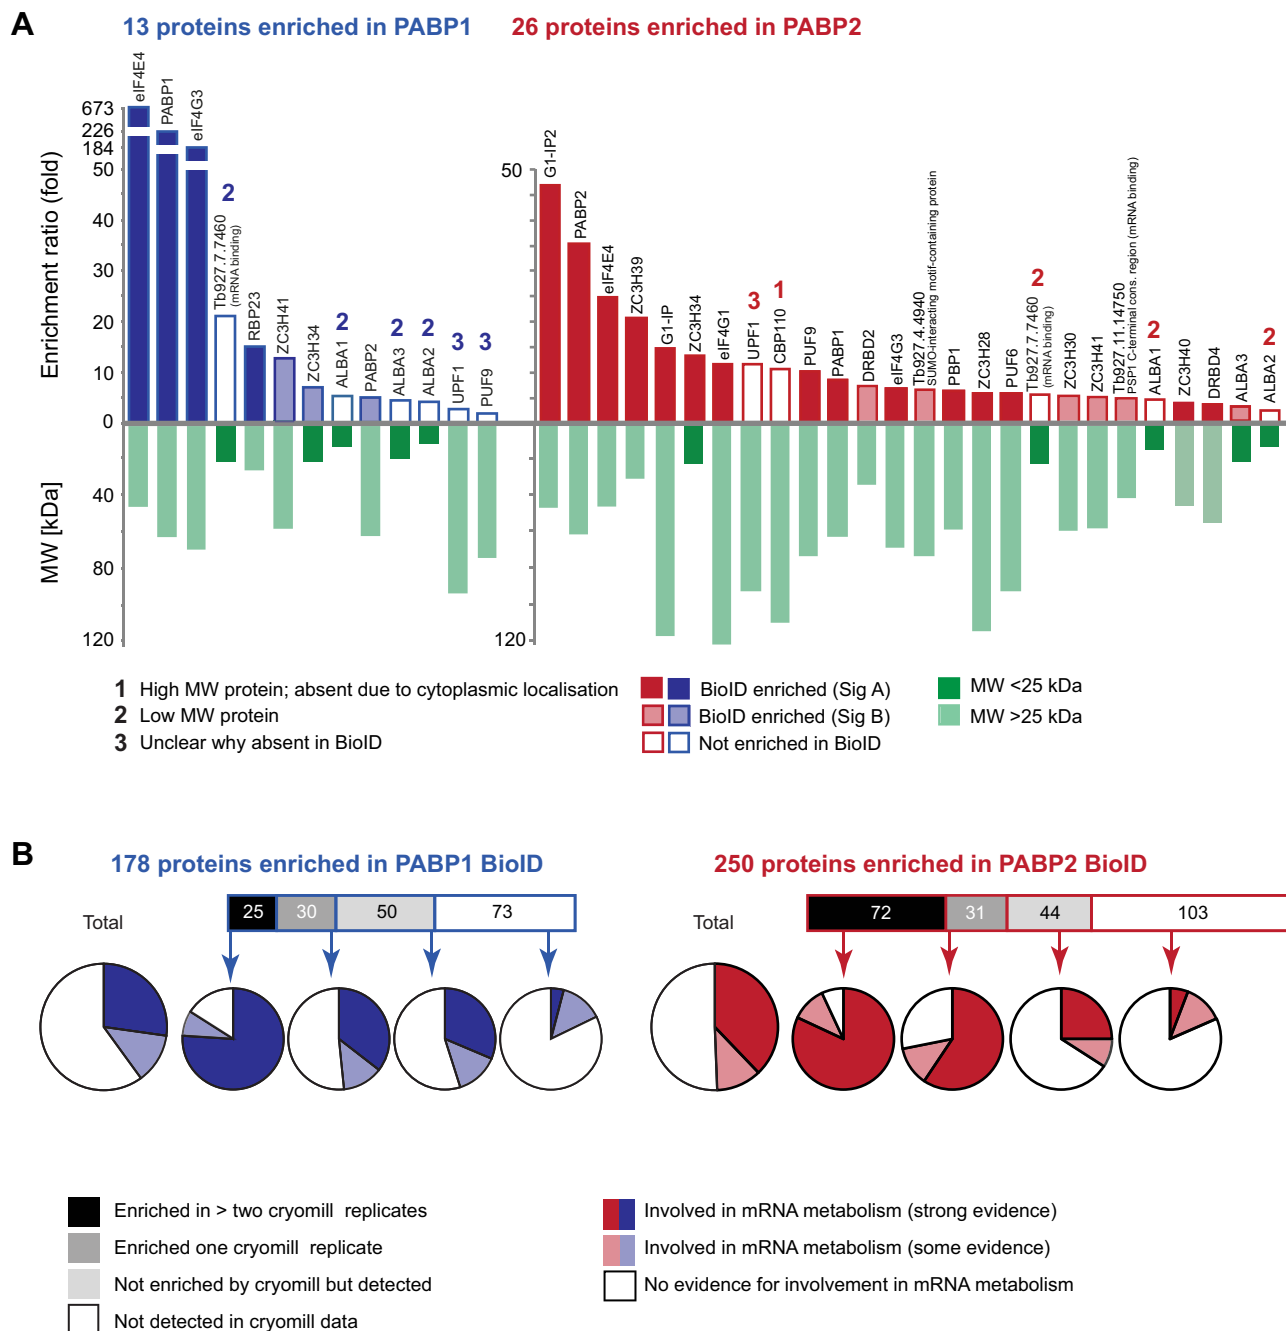 A
13 proteins enriched in PABP1
26 proteins enriched in PABP2
Enrichment ratio (fold)
673
226
184
50
40
30
20
10
0
eIF4E4
PABP1
eIF4G3
2
Tb927.7.7460
(mRNA binding)
RBP23
ZC3H41
ZC3H34
2
ALBA1
PABP2
2
ALBA3
2
ALBA2
3
UPF1
3
PUF9
50
G1-IP2
PABP2
eIF4E4
ZC3H39
G1-IP
ZC3H34
eIF4G1
3
UPF1
1
CBP110
PUF9
PABP1
DRBD2
eIF4G3
Tb927.4.4940
SUMO-interacting motif-containing protein
PBP1
ZC3H28
PUF6
2
Tb927.7.7460
(mRNA binding)
ZC3H30
ZC3H41
Tb927.11.14750
PSP1 C-terminal cons. region (mRNA binding)
2
ALBA1
ZC3H40
DRBD4
ALBA3
2
ALBA2
MW [kDa]
40
80
120
120
1 High MW protein; absent due to cytoplasmic localisation
2 Low MW protein
3 Unclear why absent in BioID
BioID enriched (Sig A)
BioID enriched (Sig B)
Not enriched in BioID
MW <25 kDa
MW >25 kDa
B
178 proteins enriched in PABP1 BioID
250 proteins enriched in PABP2 BioID
Total
25
30
50
73
Total
72
31
44
103
Enriched in > two cryomill replicates
Enriched one cryomill replicate
Not enriched by cryomill but detected
Not detected in cryomill data
Involved in mRNA metabolism (strong evidence)
Involved in mRNA metabolism (some evidence)
No evidence for involvement in mRNA metabolism